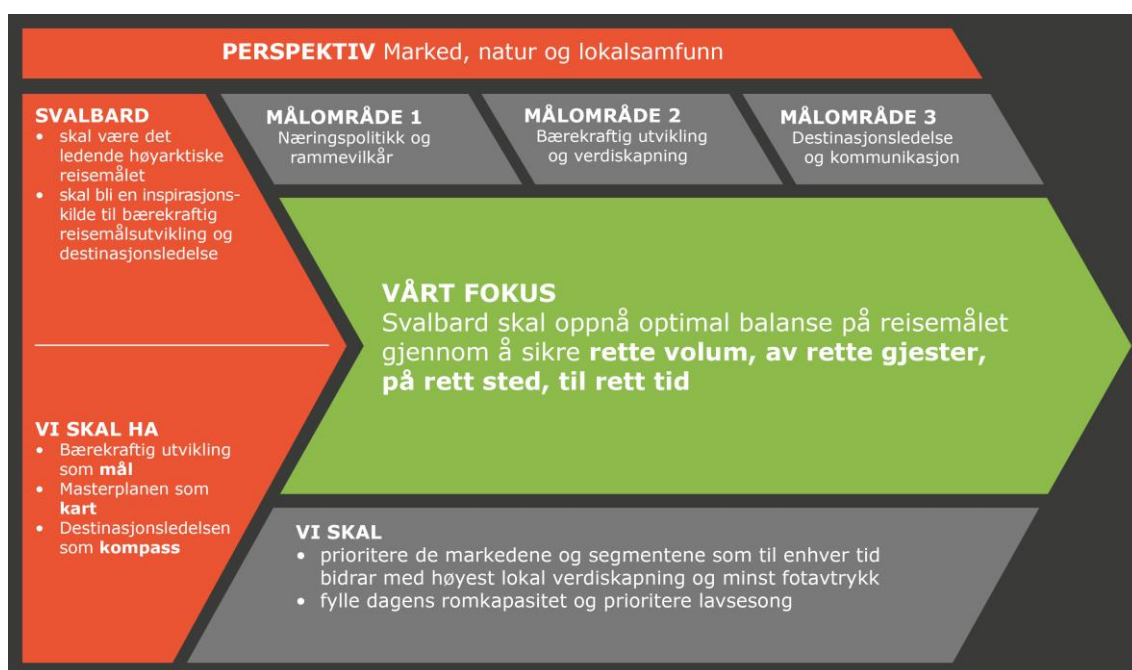 PERSPEKTIV Marked, natur og lokalsamfunn
SVALBARD
• skal være det
ledende høyarktiske
reisemålet
• skal bli en inspirasjons-
kilde til bærekraftig
reisemålsutvikling og
destinasjonsledelse
VI SKAL HA
• Bærekraftig utvikling
som mål
• Masterplanen som
kart
• Destinasjonsledelsen
som kompass
MÅLOMRÅDE 1
Næringspolitikk og
rammevilkår
MÅLOMRÅDE 2
Bærekraftig utvikling
og verdiskapning
MÅLOMRÅDE 3
Destinasjonsledelse
og kommunikasjon
VÅRT FOKUS
Svalbard skal oppnå optimal balanse på reisemålet
gjennom å sikre rette volum, av rette gjester,
på rett sted, til rett tid
VI SKAL
• prioritere de markedene og segmentene som til enhver tid
bidrar med høyest lokal verdiskapning og minst fotavtrykk
• fylle dagens romkapasitet og prioritere lavsesong